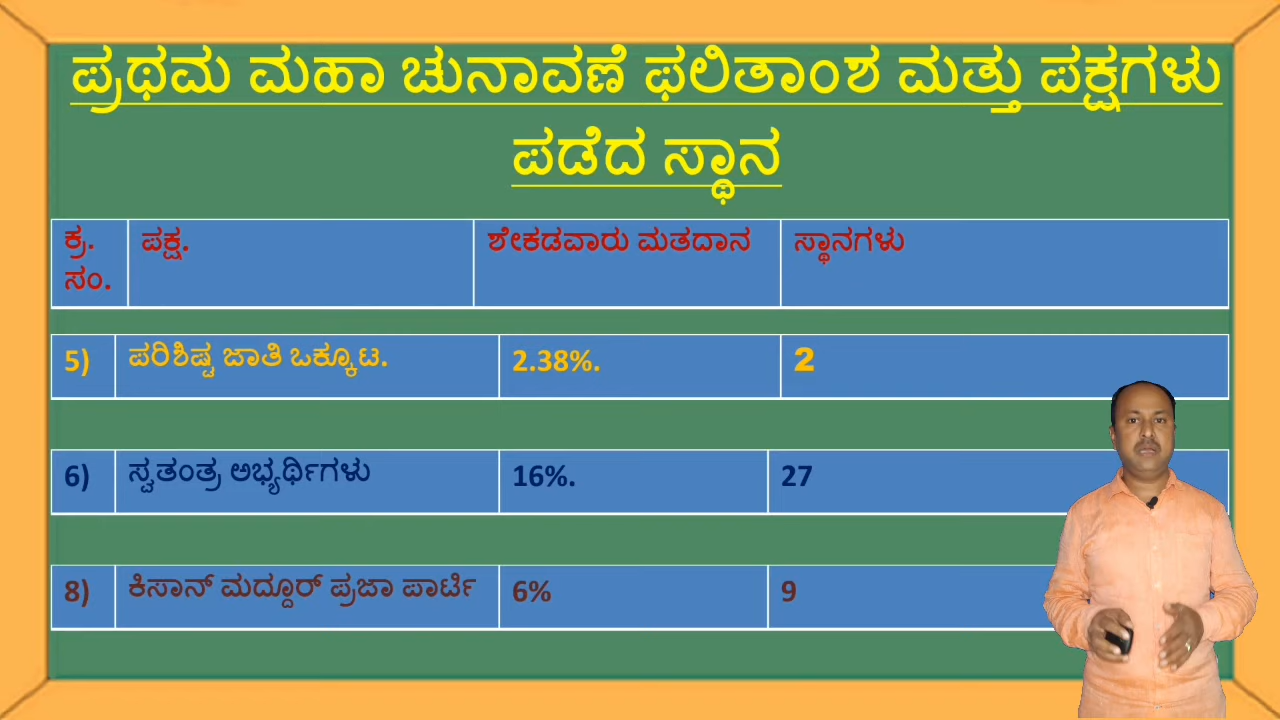 ಪ್ರಥಮ ಮಹಾ ಚುನಾವಣೆ ಫಲಿತಾಂಶ ಮತ್ತು ಪಕ್ಷಗಳು
ಪಡೆದ ಸ್ಥಾನ
ಕ್ರ. ಸಂ. ಪಕ್ಷ. ಶೇಕಡವಾರು ಮತದಾನ ಸ್ಥಾನಗಳು
5) ಪರಿಶಿಷ್ಟ ಜಾತಿ ಒಕ್ಕೂಟ. 2.38%. 2
6) ಸ್ವತಂತ್ರ ಅಭ್ಯರ್ಥಿಗಳು 16%. 27
8) ಕಿಸಾನ್ ಮದ್ದೂರ್ ಪ್ರಜಾ ಪಾರ್ಟಿ 6% 9